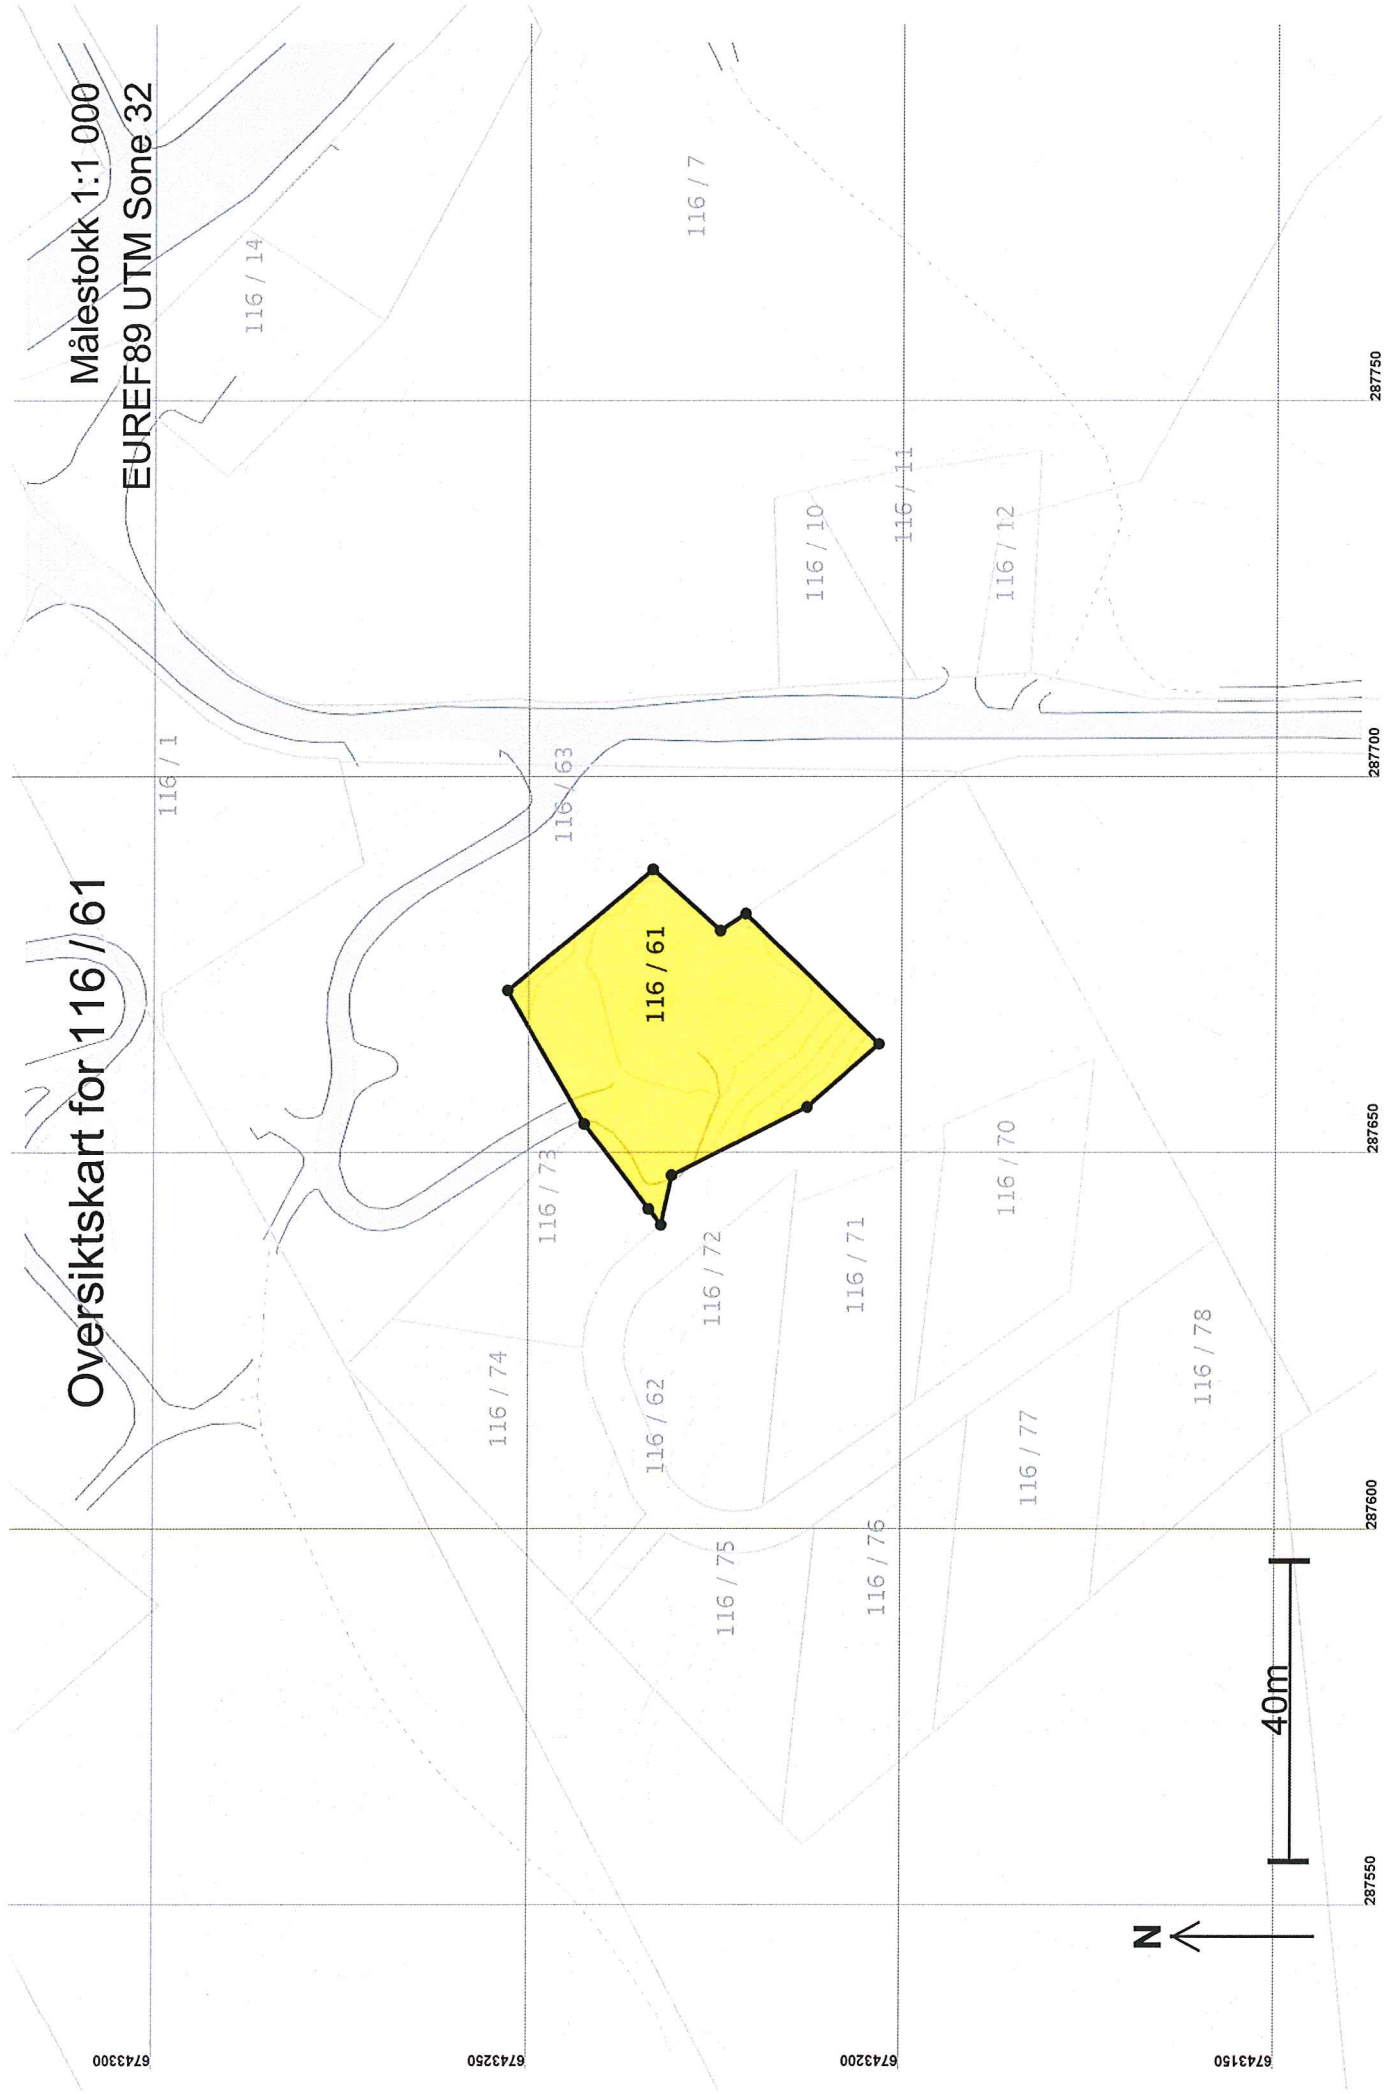 Oversiktskart for 116 / 61
Målestokk 1:1 000
EUREF89 UTM Sone 32
116 / 1
116 / 14
116 / 7
116 / 63
116 / 61
116 / 10
116 / 11
116 / 12
116 / 73
116 / 74
116 / 72
116 / 62
116 / 71
116 / 70
116 / 75
116 / 76
116 / 77
116 / 78
40m
N
6743300
6743250
6743200
6743150
287550
287600
287650
287700
287750